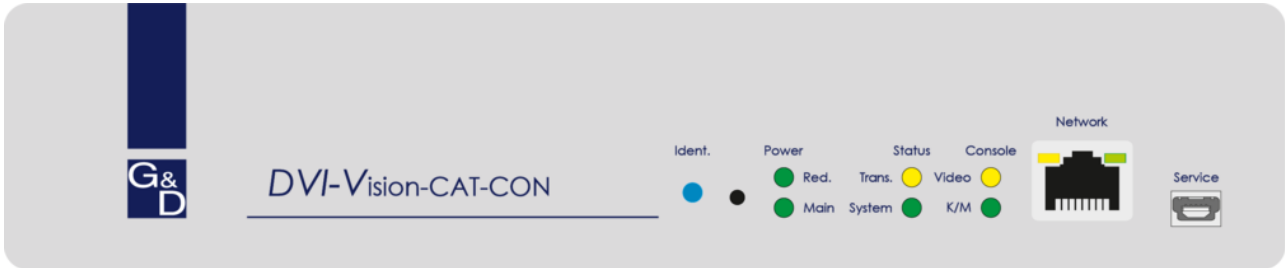 Network
Ident. Power Status Console
Service
G&D
DVI-Vision-CAT-CON
Red. Trans. Video
Main System K/M